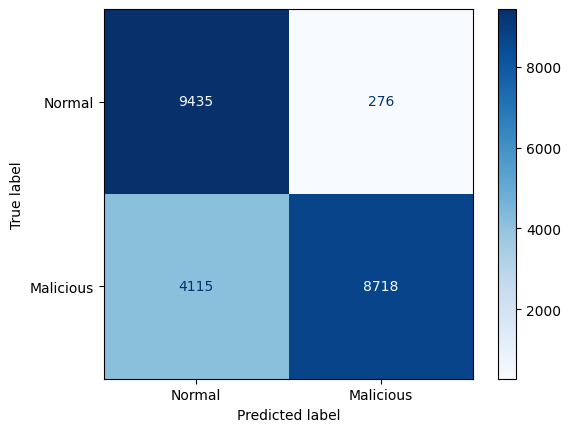 Normal
9435
276
8000
6000
True label
4000
Malicious
4115
8718
2000
Normal
Malicious
Predicted label